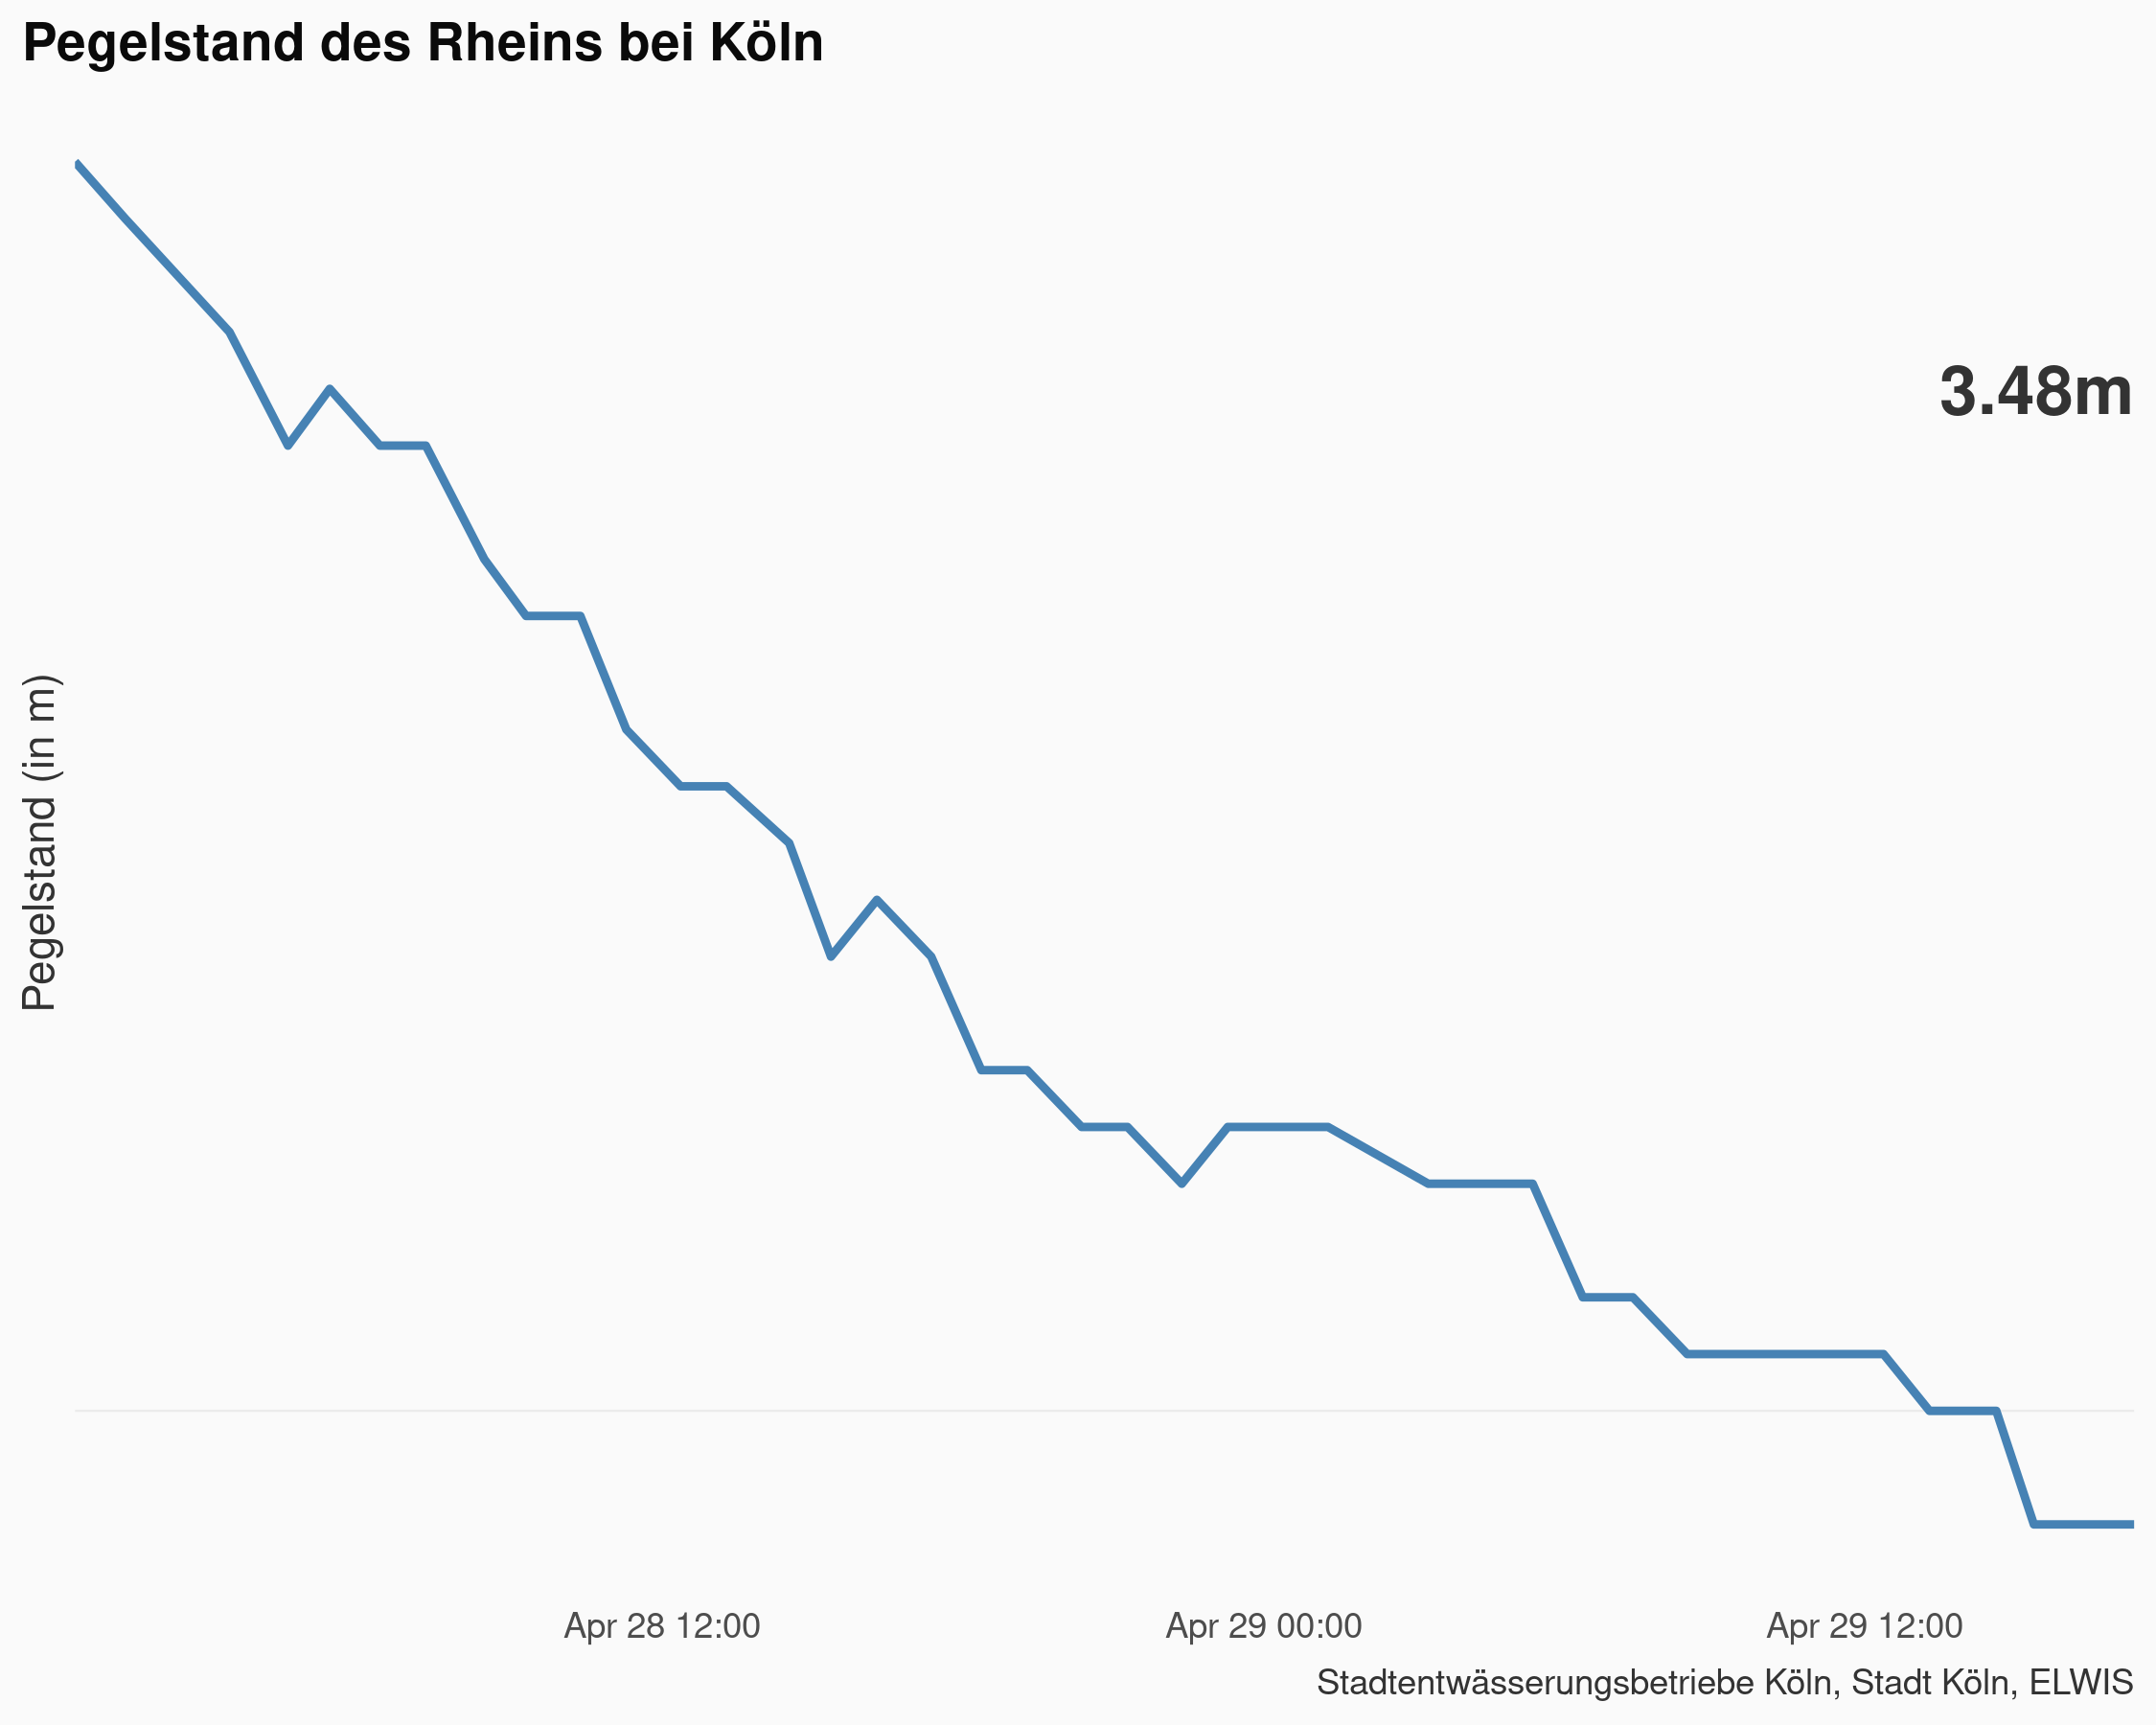 Pegelstand des Rheins bei Köln
3.48m
Pegelstand (in m)
Apr 28 12:00
Apr 29 00:00
Apr 29 12:00
Stadtentwässerungsbetriebe Köln, Stadt Köln, ELWIS